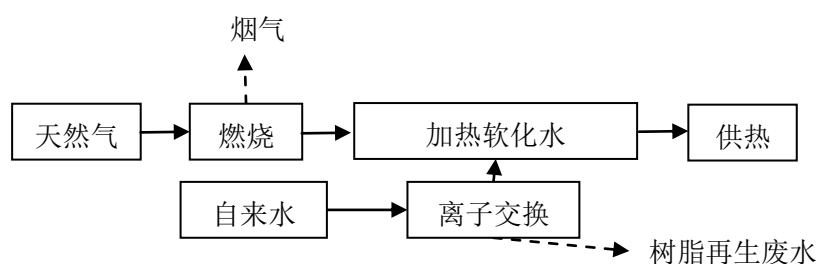 烟气
天然气
燃烧
加热软化水
供热
自来水
离子交换
树脂再生废水